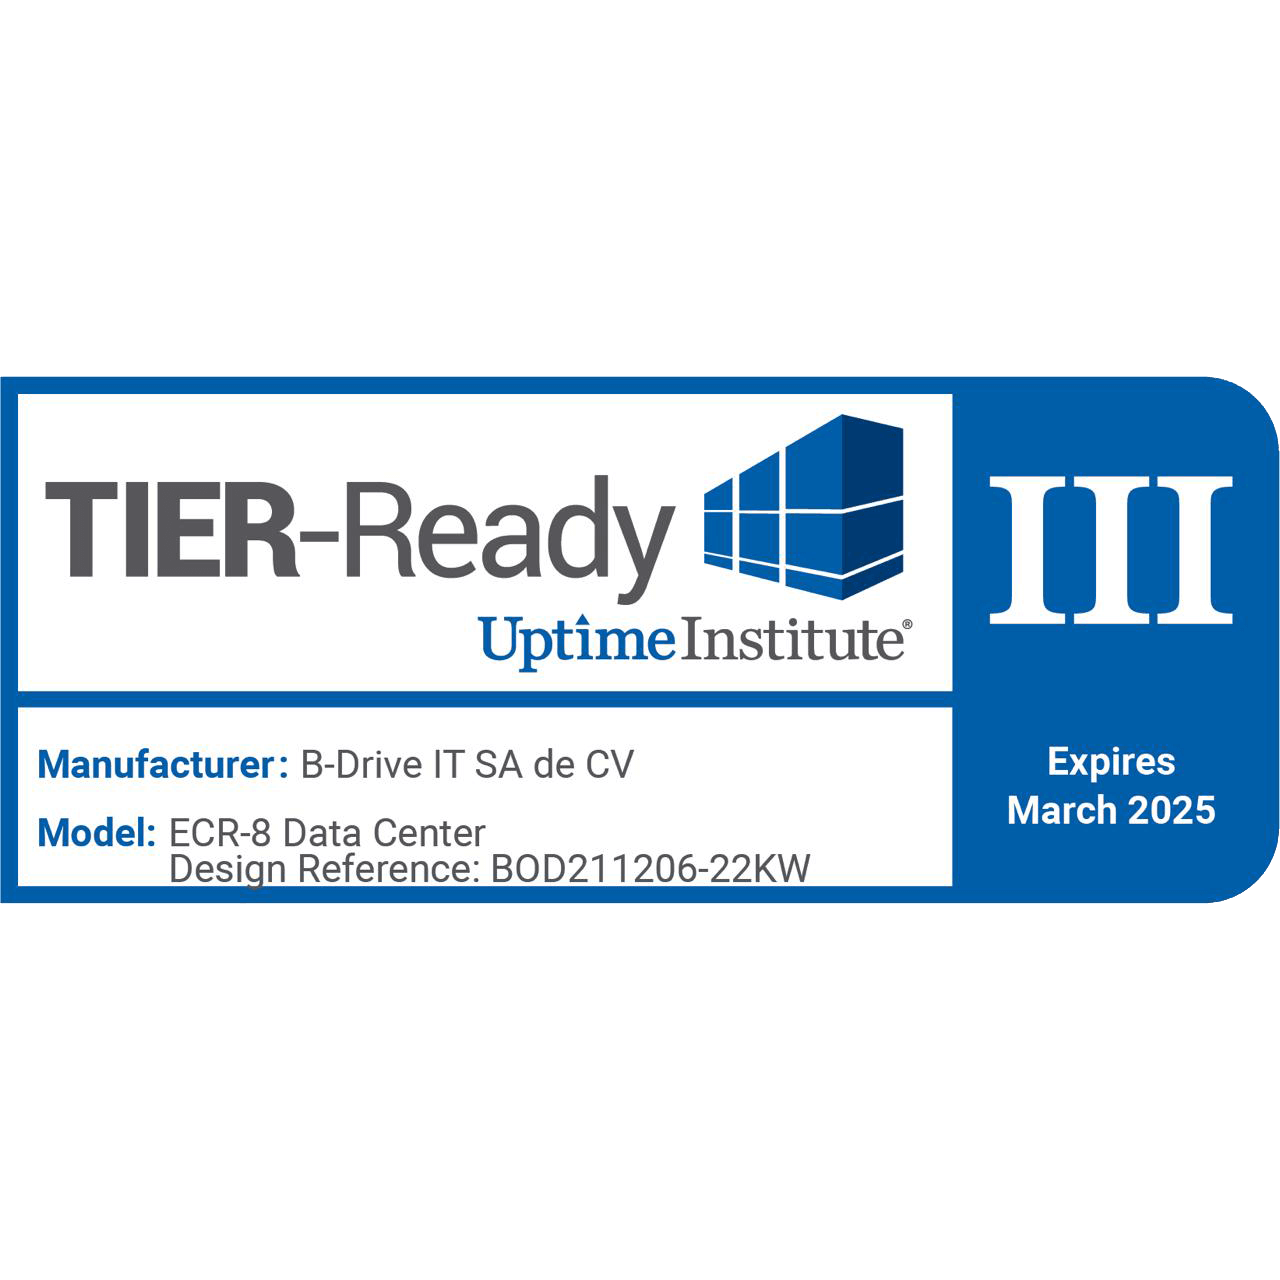 TIER-Ready
UptimeInstitute®
III
Manufacturer: B-Drive IT SA de CV
Model: ECR-8 Data Center
Design Reference: BOD211206-22KW
Expires
March 2025